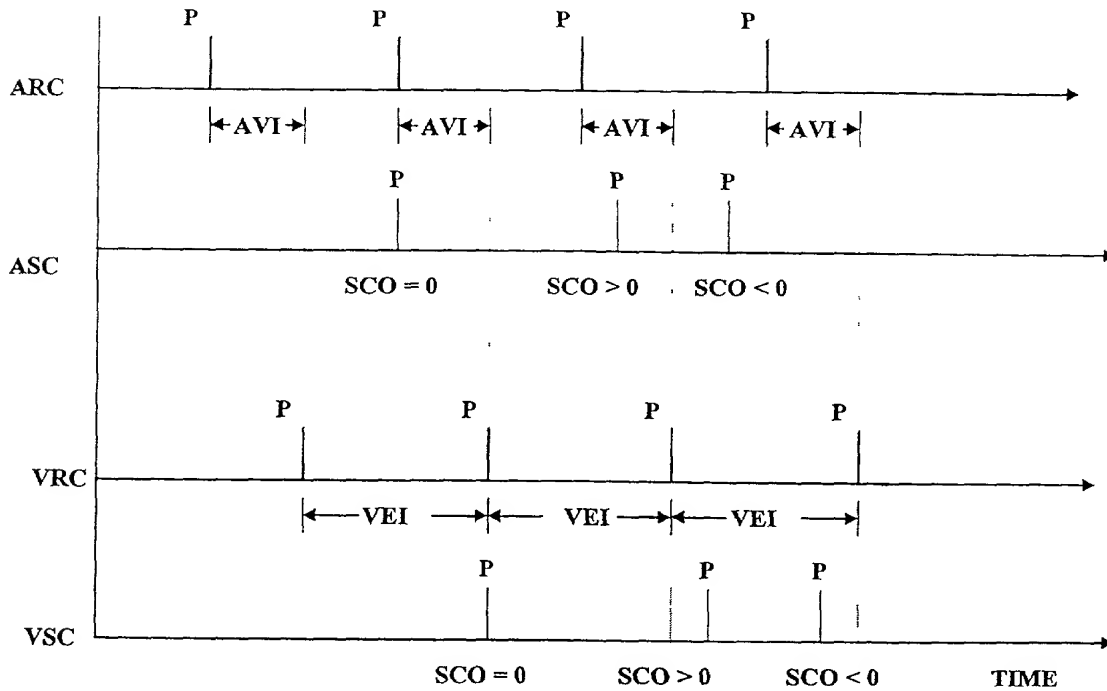 P P P P
ARC
AVI AVI AVI AVI
P P P
ASC
SCO = 0 SCO > 0 SCO < 0
P P P P
VRC
VEI VEI VEI
P P P
VSC
SCO = 0 SCO > 0 SCO < 0 TIME